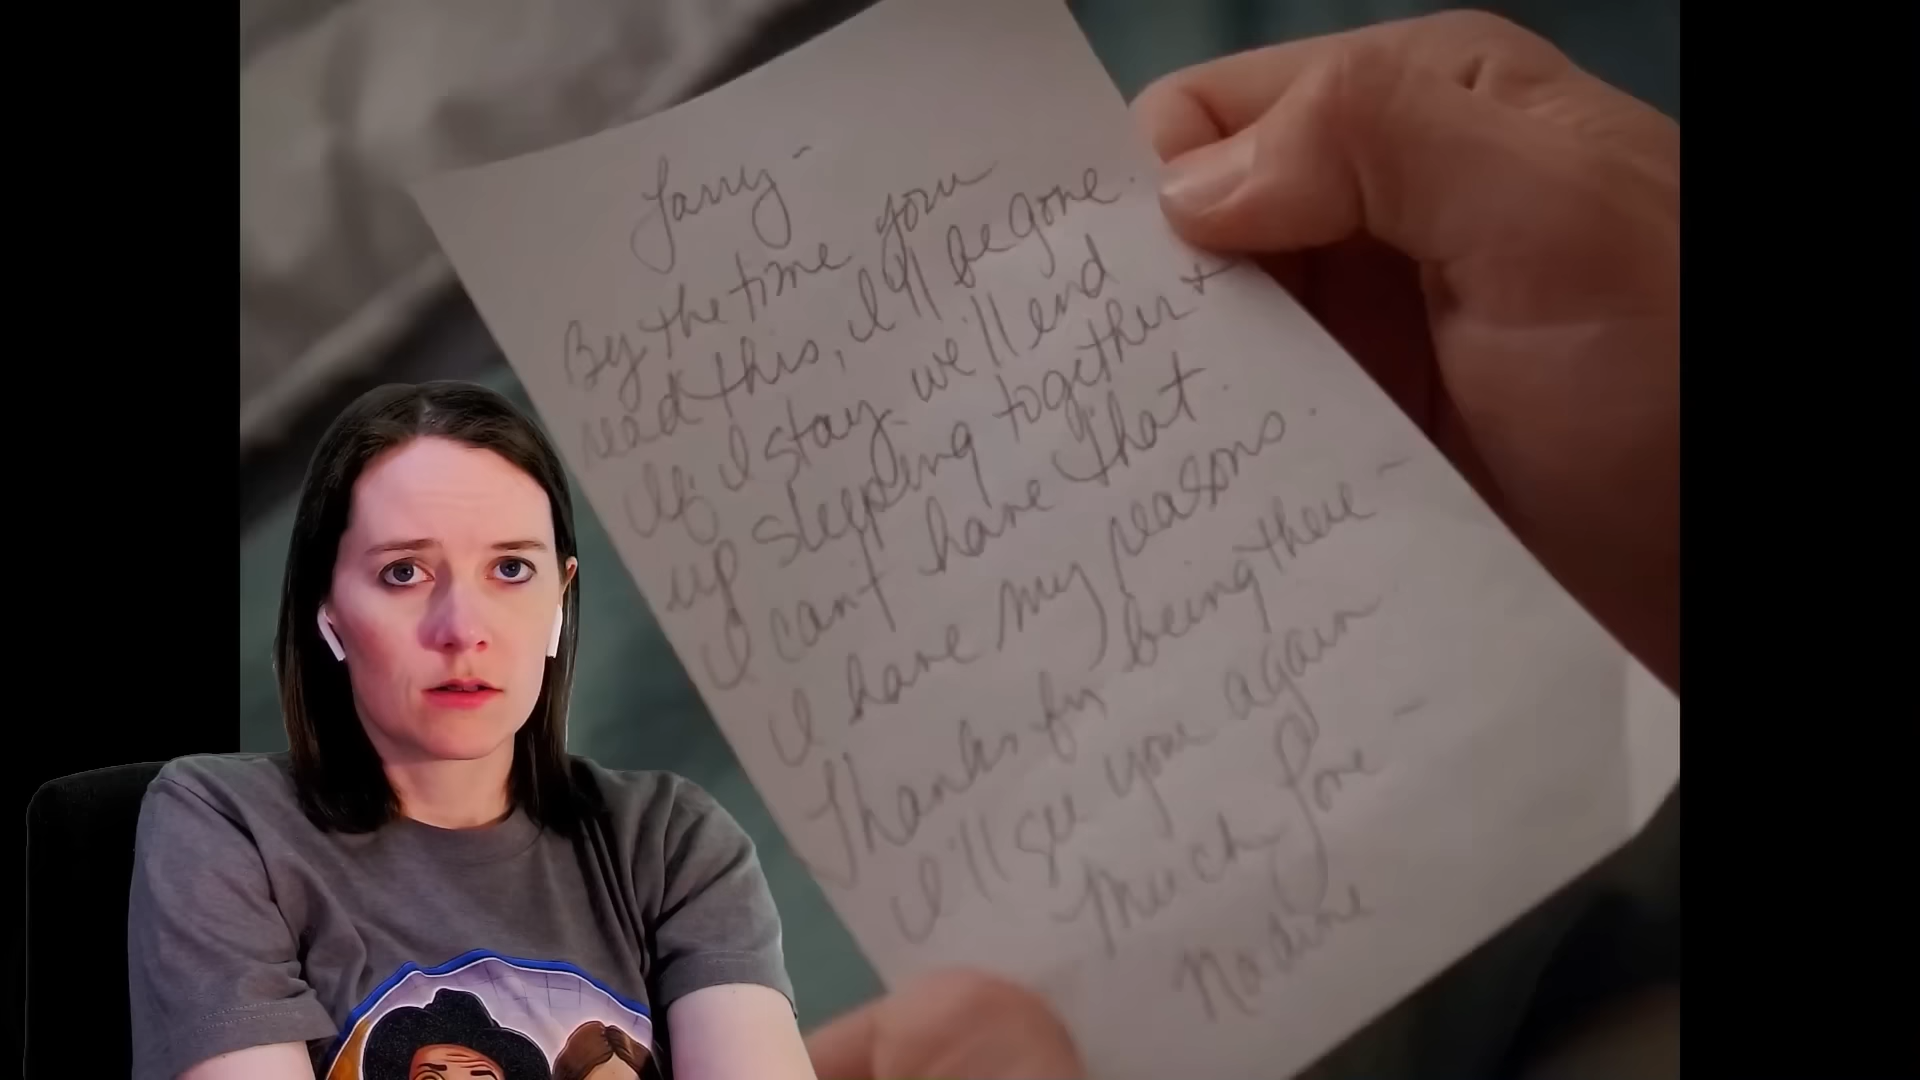 Larry -
By the time you
read this, I'll be gone.
If I stay we'll end
up sleeping together +
I can't have that.
I have my reasons.
Thanks for being there -
I'll see you again
Much Love -
Nadine